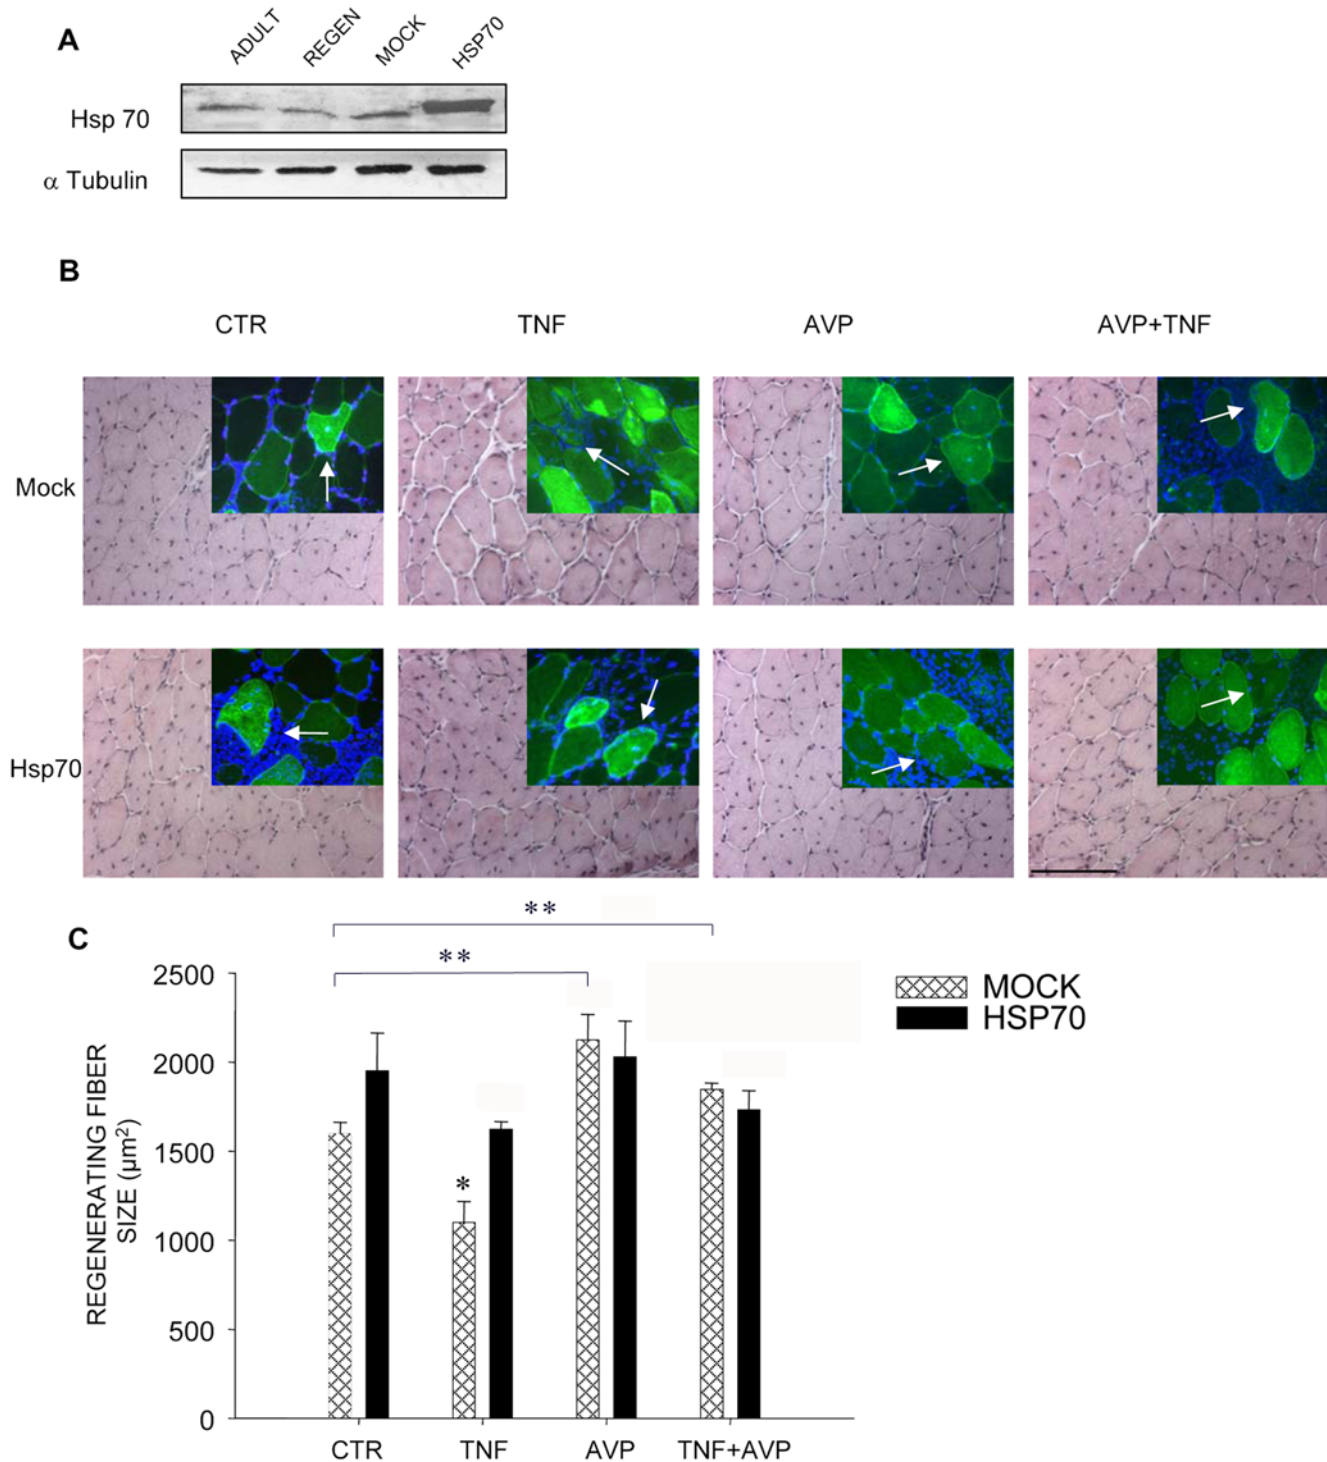 A
ADULT REGEN MOCK HSP70
Hsp 70
α Tubulin
B
CTR TNF AVP AVP+TNF
Mock
Hsp70
C
**
**
2500
2000
1500
1000
500
0
REGENERATING FIBER
SIZE (µm²)
*
MOCK
HSP70
CTR TNF AVP TNF+AVP